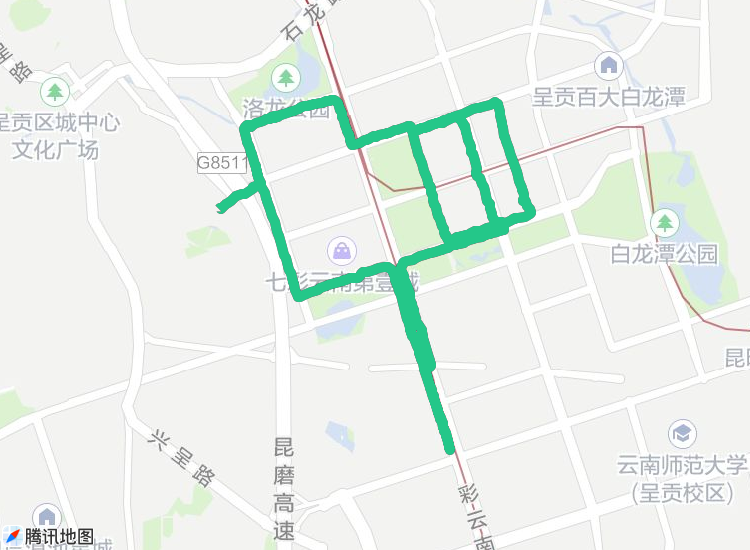 石龙路
呈路
洛龙公园
呈贡百大白龙潭
呈贡区城中心
文化广场
G8511
白龙潭公园
七彩云南第壹城
昆明
兴呈路
昆磨高速
云南师范大学
(呈贡校区)
彩云南
腾讯地图